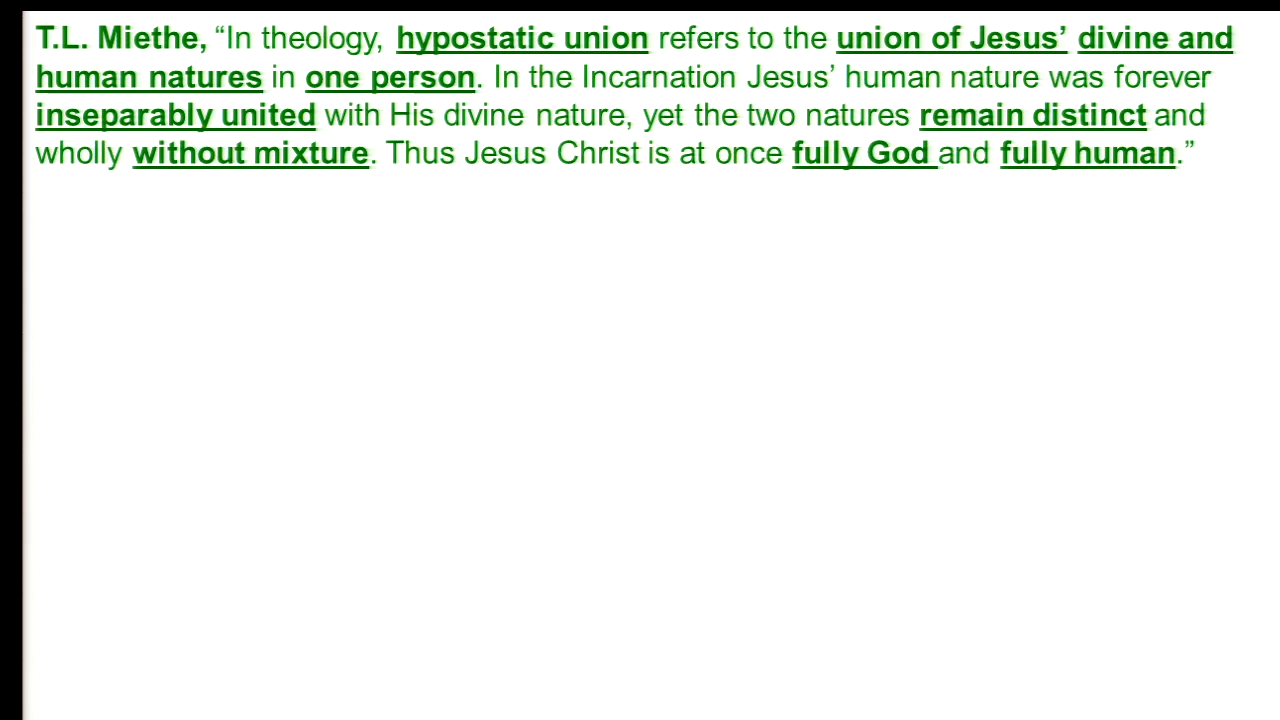 T.L. Miethe, “In theology, hypostatic union refers to the union of Jesus’ divine and
human natures in one person. In the Incarnation Jesus’ human nature was forever
inseparably united with His divine nature, yet the two natures remain distinct and
wholly without mixture. Thus Jesus Christ is at once fully God and fully human.”